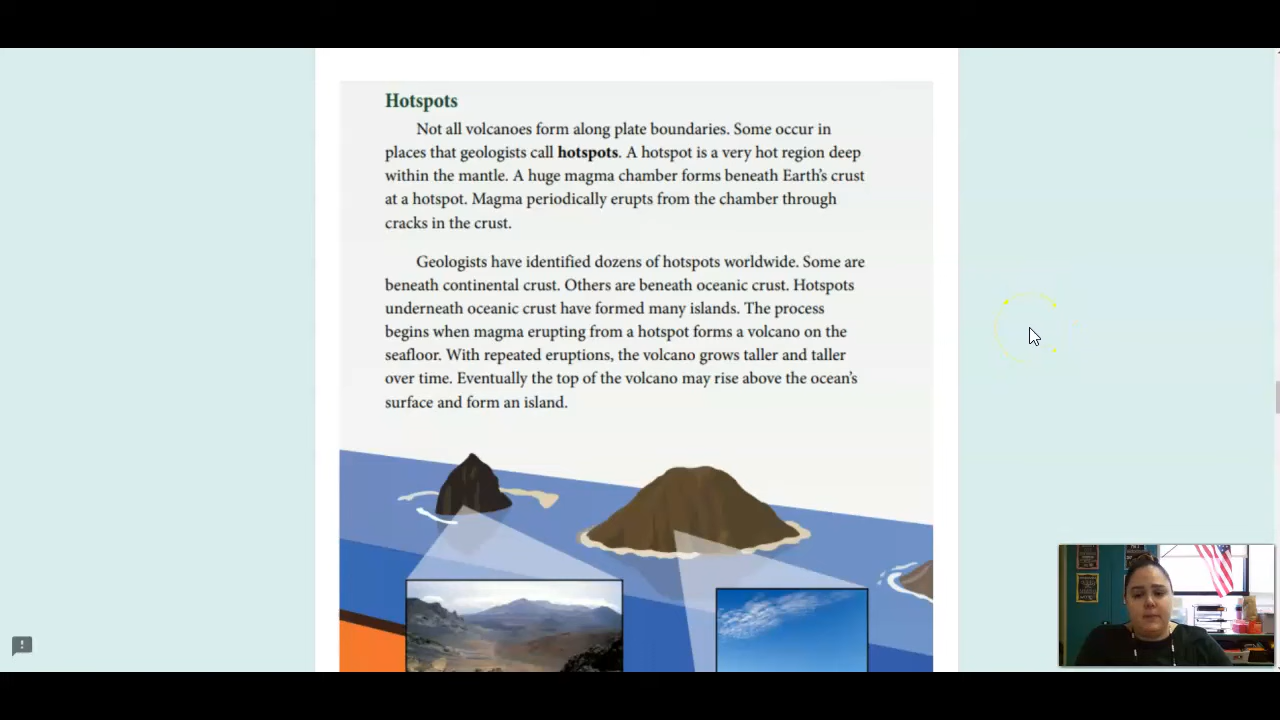 Hotspots
Not all volcanoes form along plate boundaries. Some occur in
places that geologists call hotspots. A hotspot is a very hot region deep
within the mantle. A huge magma chamber forms beneath Earth's crust
at a hotspot. Magma periodically erupts from the chamber through
cracks in the crust.
Geologists have identified dozens of hotspots worldwide. Some are
beneath continental crust. Others are beneath oceanic crust. Hotspots
underneath oceanic crust have formed many islands. The process
begins when magma erupting from a hotspot forms a volcano on the
seafloor. With repeated eruptions, the volcano grows taller and taller
over time. Eventually the top of the volcano may rise above the ocean's
surface and form an island.